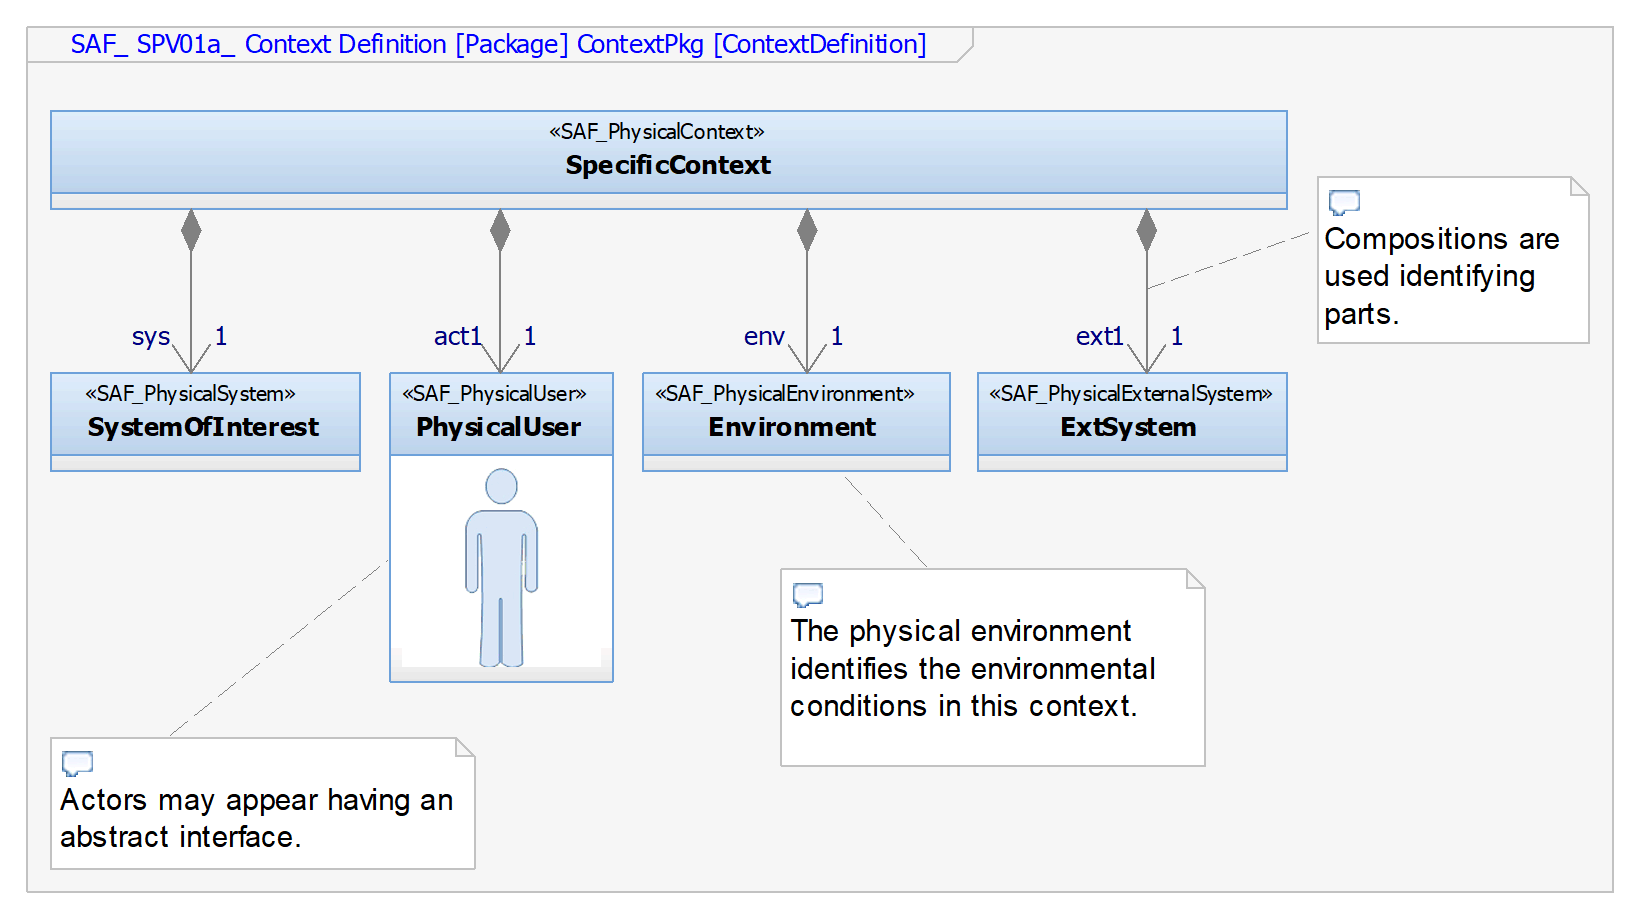 SAF_ SPV01a_ Context Definition [Package] ContextPkg [ContextDefinition]
«SAF_PhysicalContext»
SpecificContext
Compositions are
used identifying
parts.
sys 1
act1 1
env 1
ext1 1
«SAF_PhysicalSystem»
SystemOfInterest
«SAF_PhysicalUser»
PhysicalUser
«SAF_PhysicalEnvironment»
Environment
«SAF_PhysicalExternalSystem»
ExtSystem
The physical environment
identifies the environmental
conditions in this context.
Actors may appear having an
abstract interface.